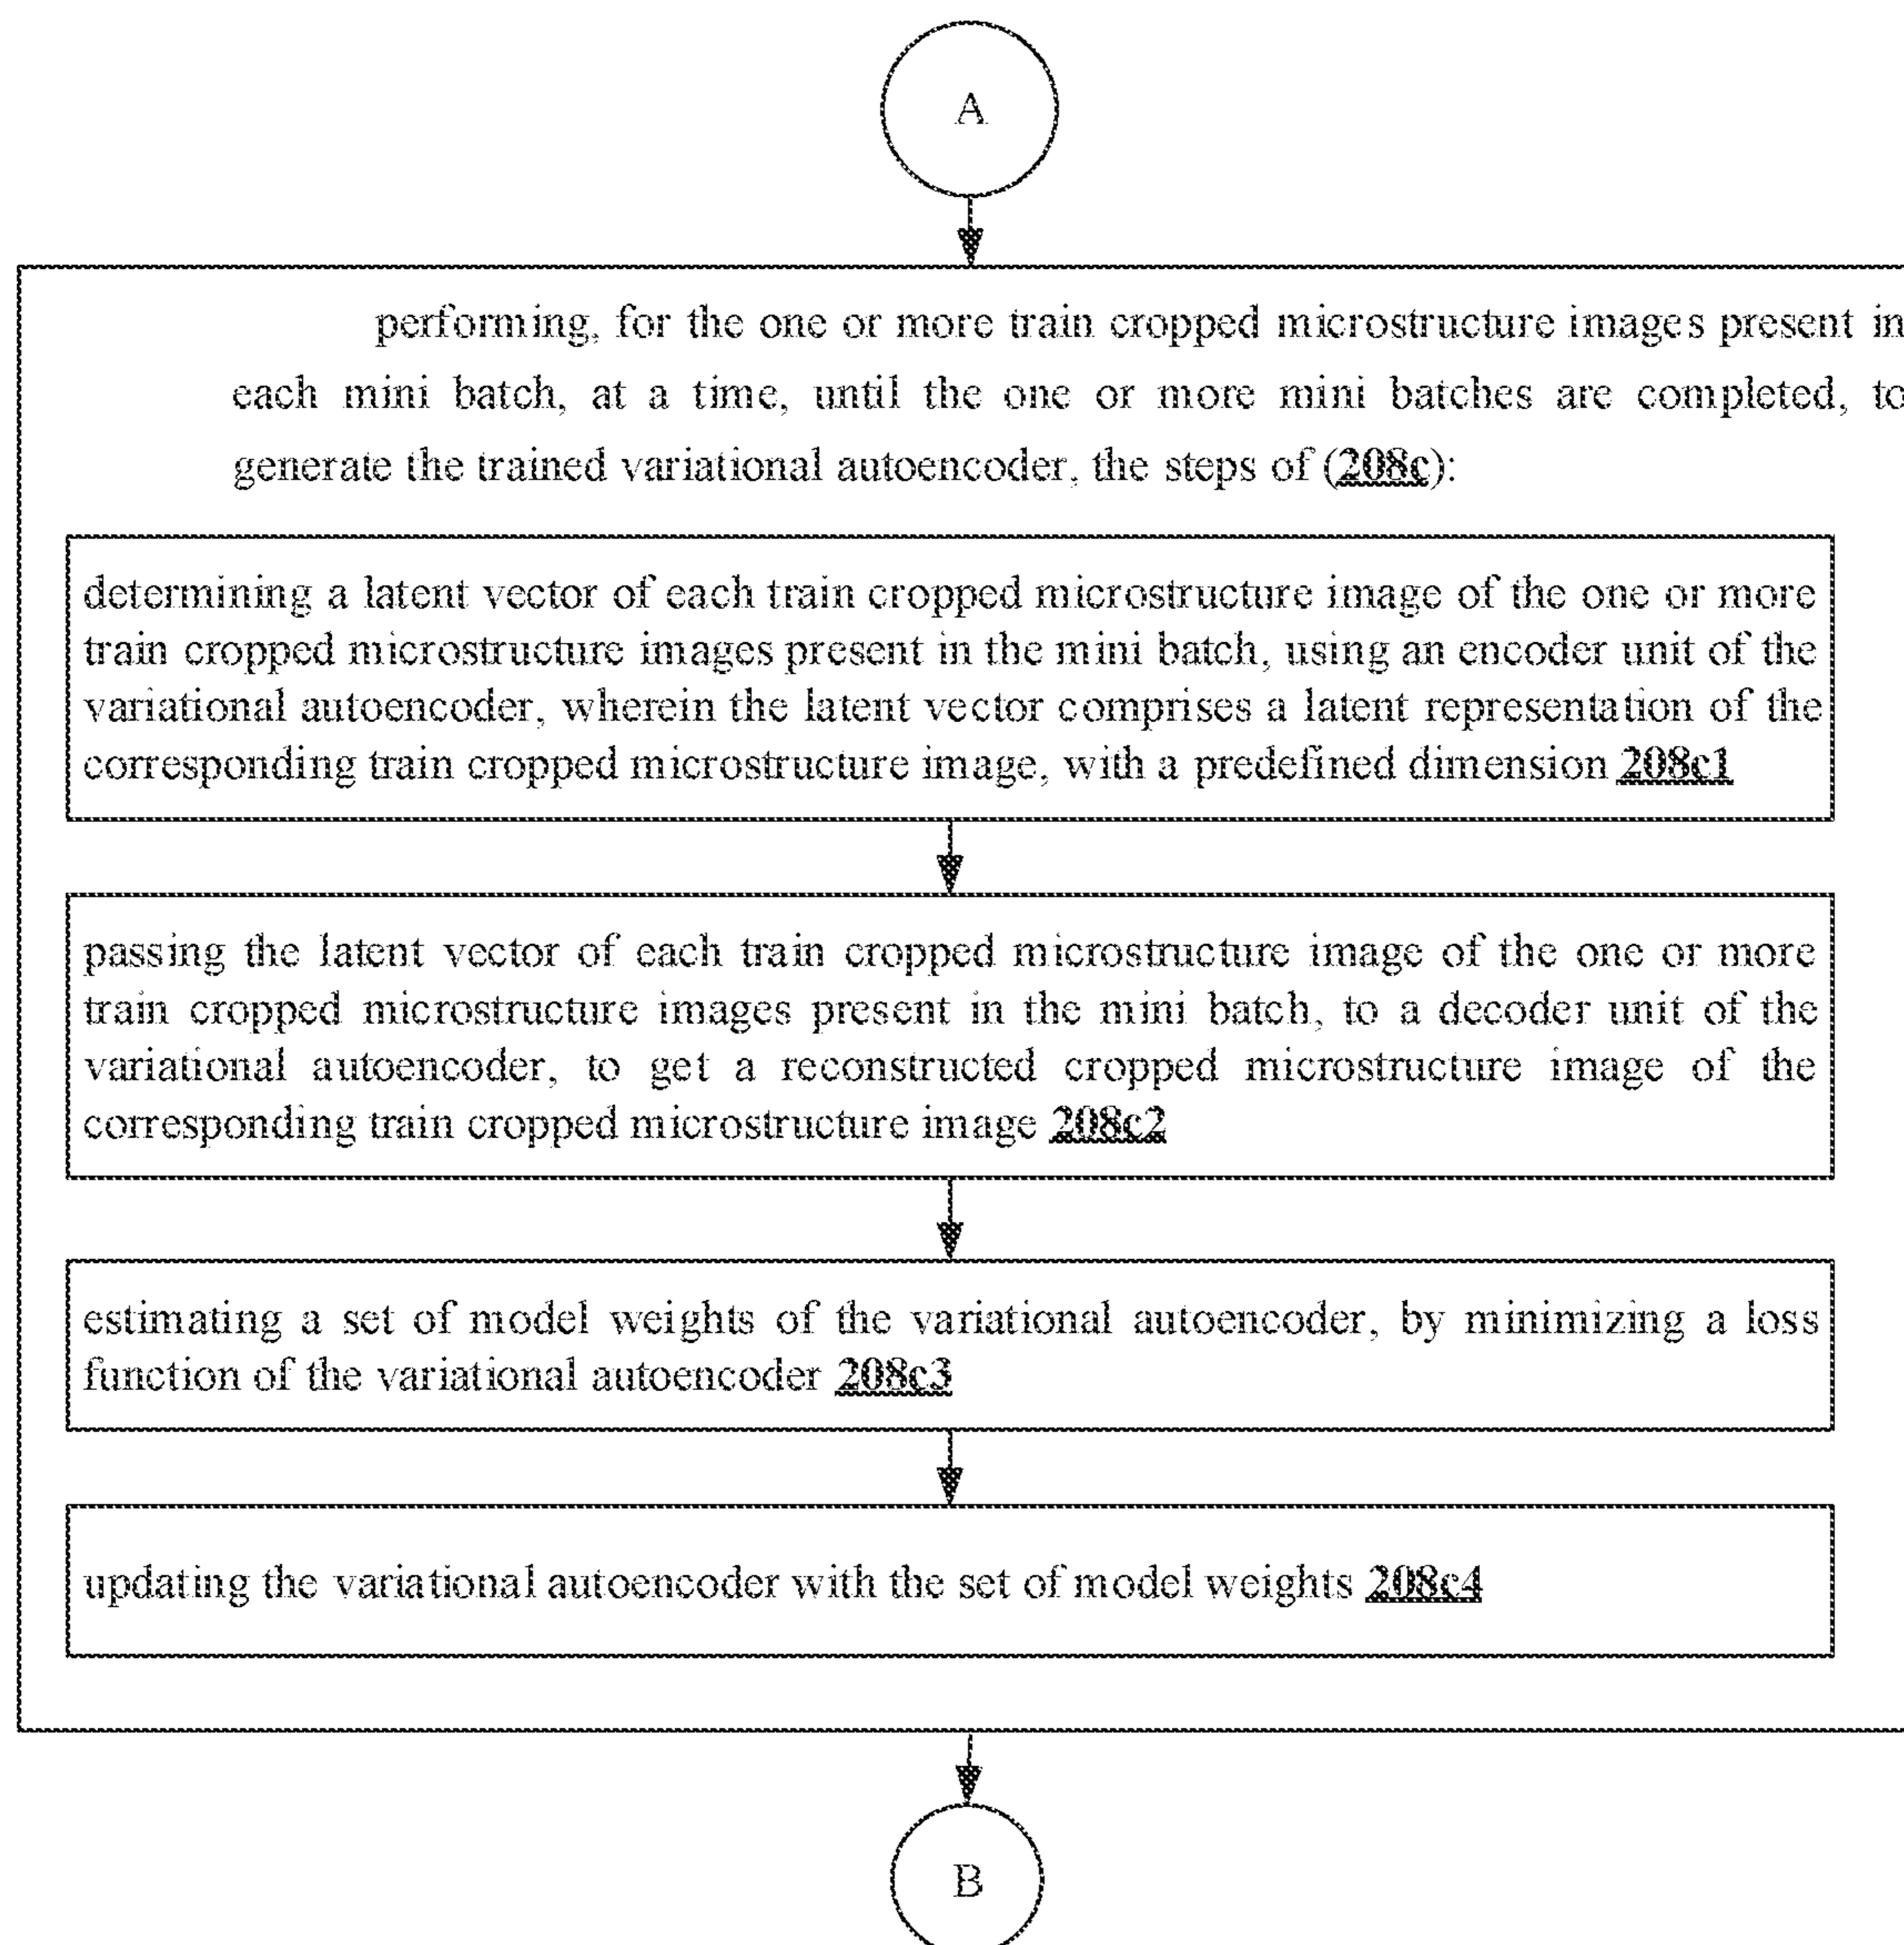 A
performing, for the one or more train cropped microstructure images present in
each mini batch, at a time, until the one or more mini batches are completed, to
generate the trained variational autoencoder, the steps of (208c):
determining a latent vector of each train cropped microstructure image of the one or more
train cropped microstructure images present in the mini batch, using an encoder unit of the
variational autoencoder, wherein the latent vector comprises a latent representation of the
corresponding train cropped microstructure image, with a predefined dimension 208c1
passing the latent vector of each train cropped microstructure image of the one or more
train cropped microstructure images present in the mini batch, to a decoder unit of the
variational autoencoder, to get a reconstructed cropped microstructure image of the
corresponding train cropped microstructure image 208c2
estimating a set of model weights of the variational autoencoder, by minimizing a loss
function of the variational autoencoder 208c3
updating the variational autoencoder with the set of model weights 208c4
B